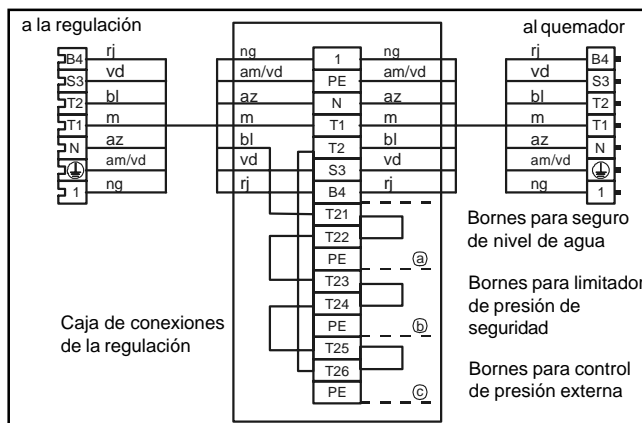 a la regulación
al quemador
B4
S3
T2
T1
N
1
rj
vd
bl
m
az
am/vd
ng
ng
am/vd
az
m
bl
vd
rj
1
PE
N
T1
T2
S3
B4
T21
T22
PE
T23
T24
PE
T25
T26
PE
ng
am/vd
az
m
bl
vd
rj
a
b
c
rj
vd
bl
m
az
am/vd
ng
B4
S3
T2
T1
N
1
Bornes para seguro
de nivel de agua
Bornes para limitador
de presión de
seguridad
Bornes para control
de presión externa
Caja de conexiones
de la regulación